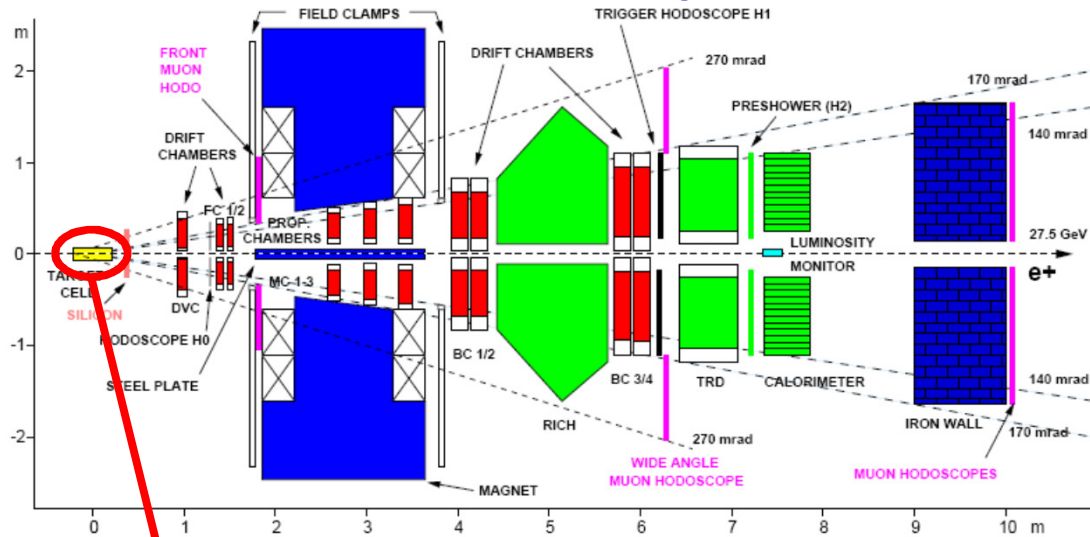 m
FIELD CLAMPS
TRIGGER HODOSCOPE H1
FRONT
MUON
HODO
DRIFT CHAMBERS
270 mrad
170 mrad
2
PRESHOWER (H2)
DRIFT
CHAMBERS
140 mrad
1
FC 1/2
PROP.
CHAMBERS
LUMINOSITY
MONITOR
27.5 GeV
0
e+
TARGET
CELL
SILICON
DVC
MC 1-3
HODOSCOPE H0
STEEL PLATE
-1
BC 1/2
BC 3/4
TRD
CALORIMETER
140 mrad
RICH
IRON WALL
170 mrad
270 mrad
-2
WIDE ANGLE
MUON HODOSCOPE
MUON HODOSCOPES
MAGNET
0 1 2 3 4 5 6 7 8 9 10 m